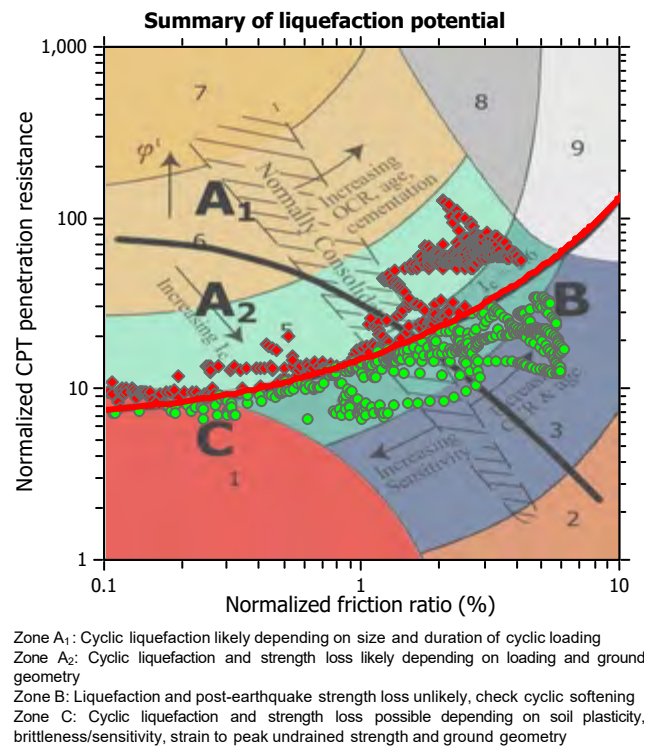 Summary of liquefaction potential
Normalized CPT penetration resistance
1,000
100
10
1
7
8
9
φ'
A1
Increasing
OCR, age,
cementation
Normally Consolid
6
A2
Increasing Ic
5
Ic
B
C
1
Increasing
Sensitivity
OCR & age
3
2
0.1
1
10
Normalized friction ratio (%)
Zone A1: Cyclic liquefaction likely depending on size and duration of cyclic loading
Zone A2: Cyclic liquefaction and strength loss likely depending on loading and ground
geometry
Zone B: Liquefaction and post-earthquake strength loss unlikely, check cyclic softening
Zone C: Cyclic liquefaction and strength loss possible depending on soil plasticity,
brittleness/sensitivity, strain to peak undrained strength and ground geometry